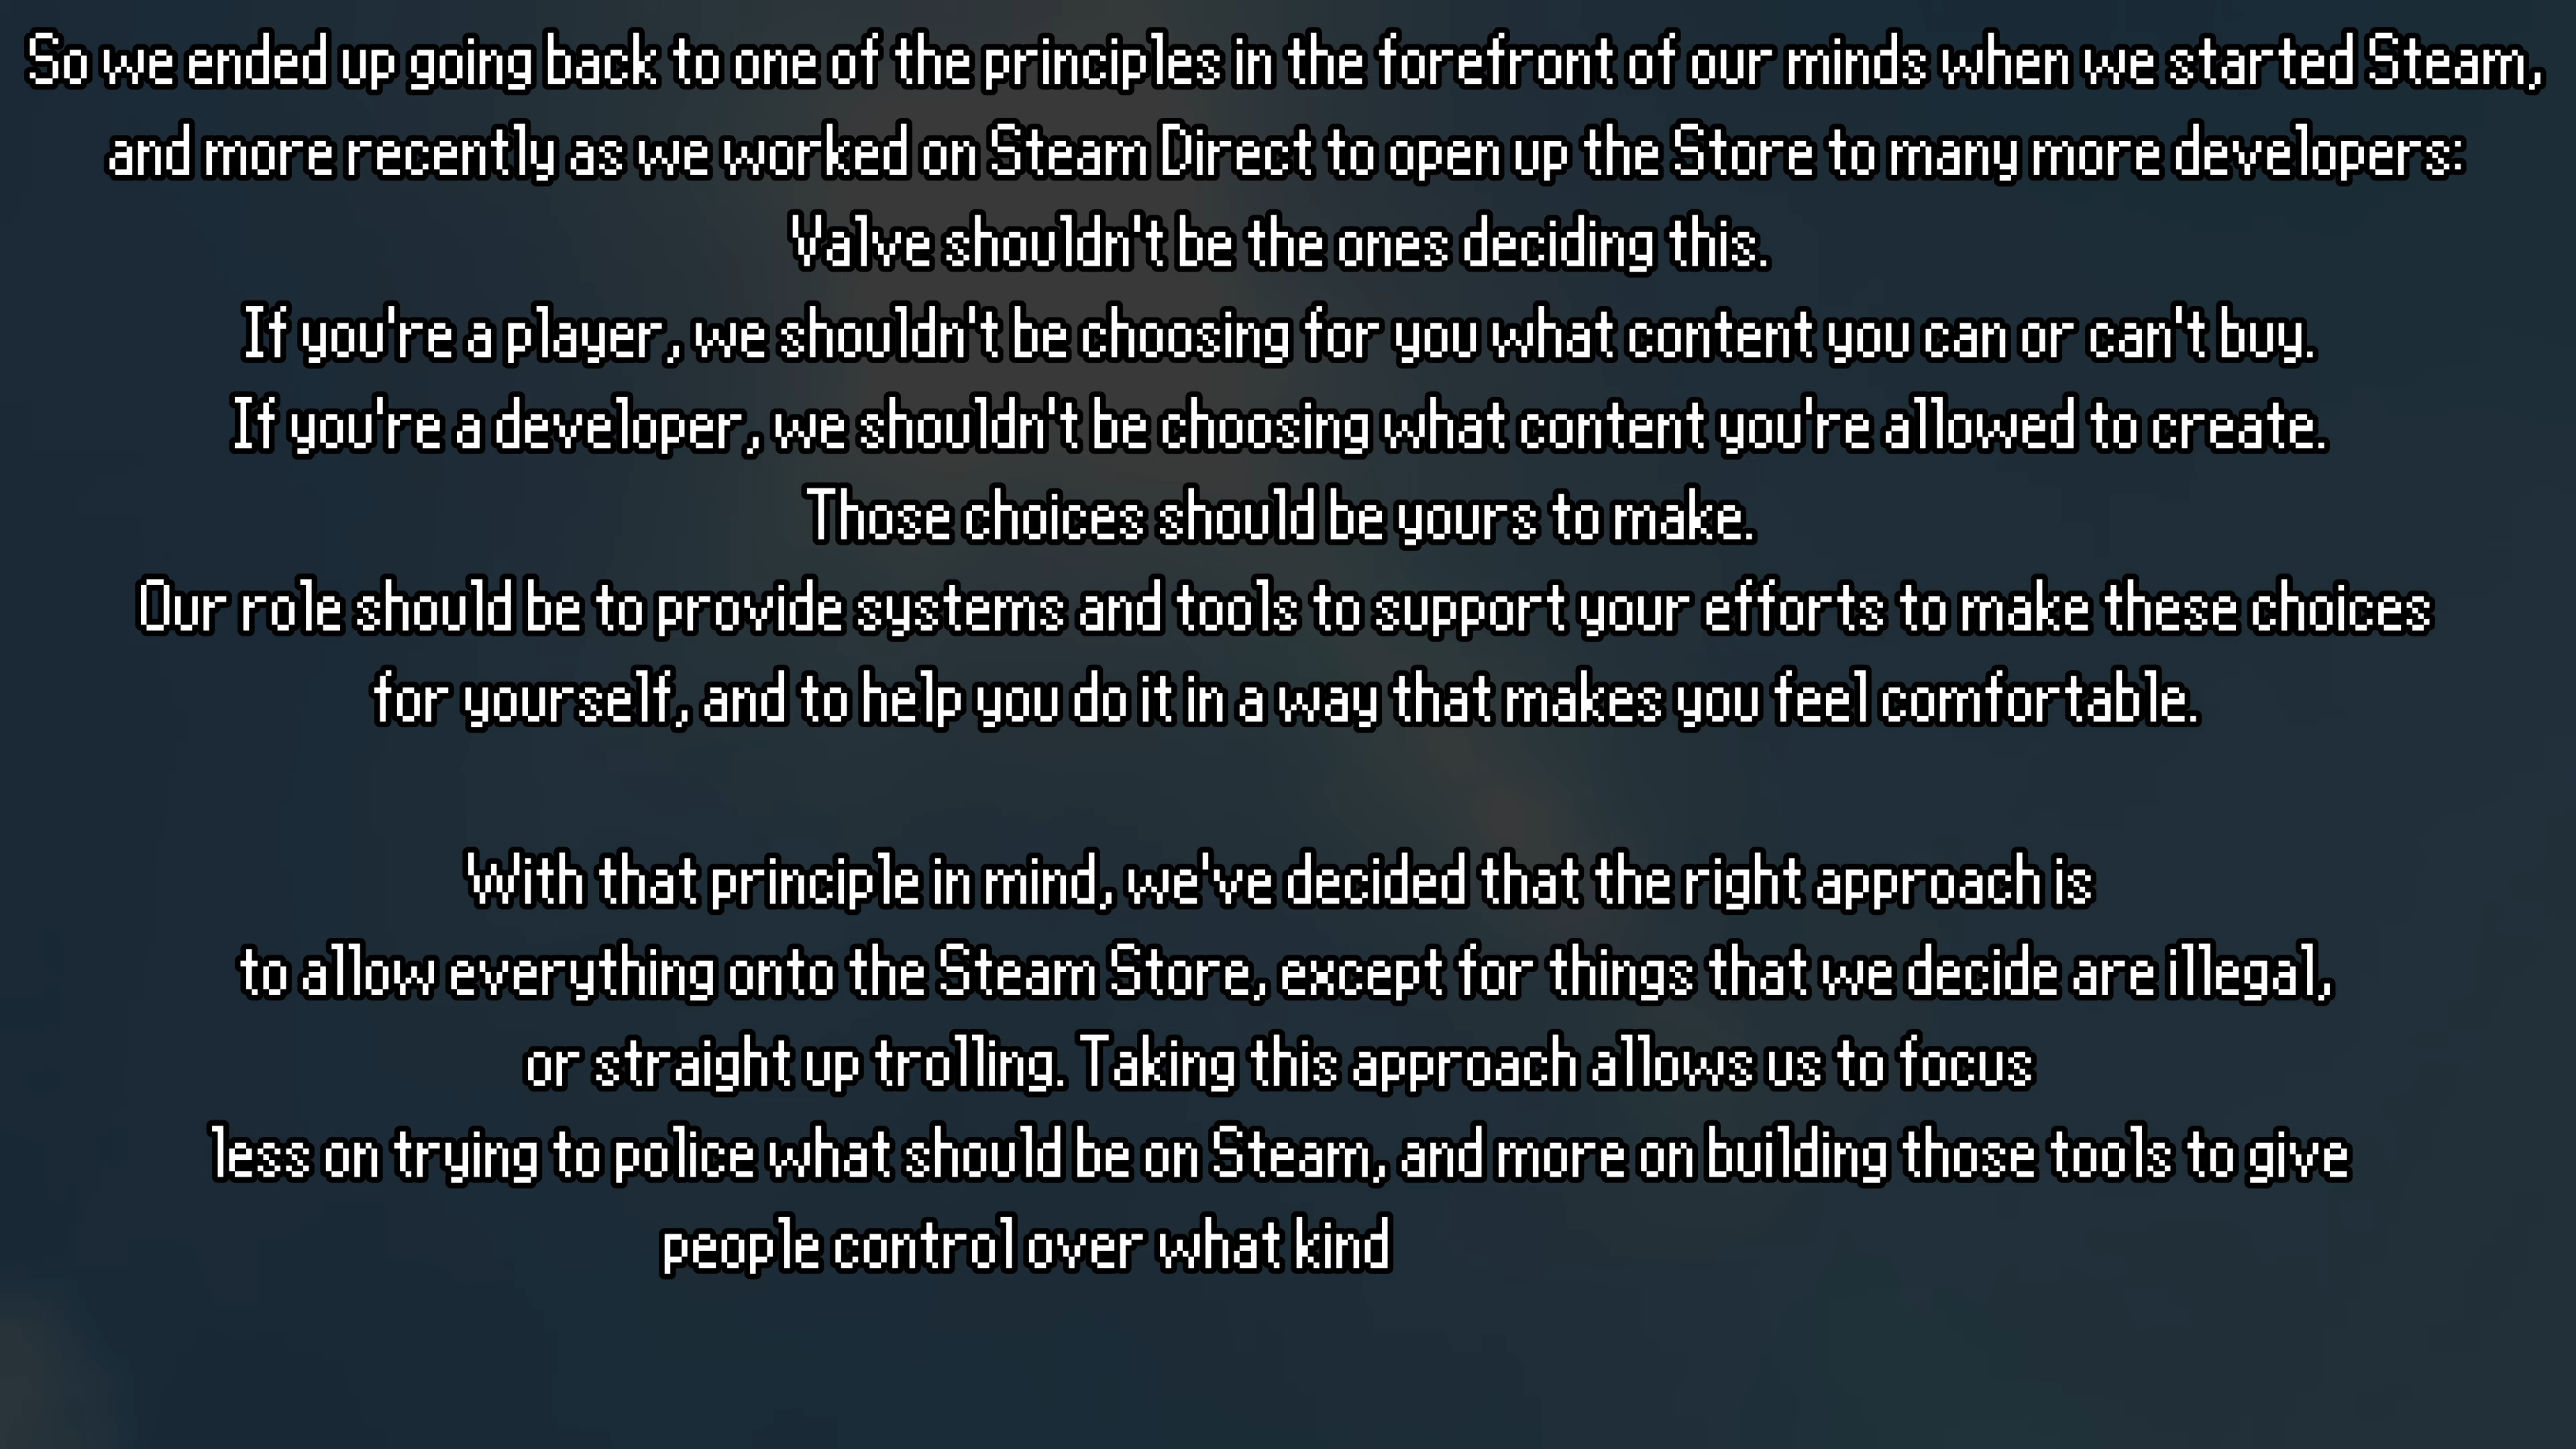 So we ended up going back to one of the principles in the forefront of our minds when we started Steam,
and more recently as we worked on Steam Direct to open up the Store to many more developers:
Valve shouldn't be the ones deciding this.
If you're a player, we shouldn't be choosing for you what content you can or can't buy.
If you're a developer, we shouldn't be choosing what content you're allowed to create.
Those choices should be yours to make.
Our role should be to provide systems and tools to support your efforts to make these choices
for yourself, and to help you do it in a way that makes you feel comfortable.
With that principle in mind, we've decided that the right approach is
to allow everything onto the Steam Store, except for things that we decide are illegal,
or straight up trolling. Taking this approach allows us to focus
less on trying to police what should be on Steam, and more on building those tools to give
people control over what kind